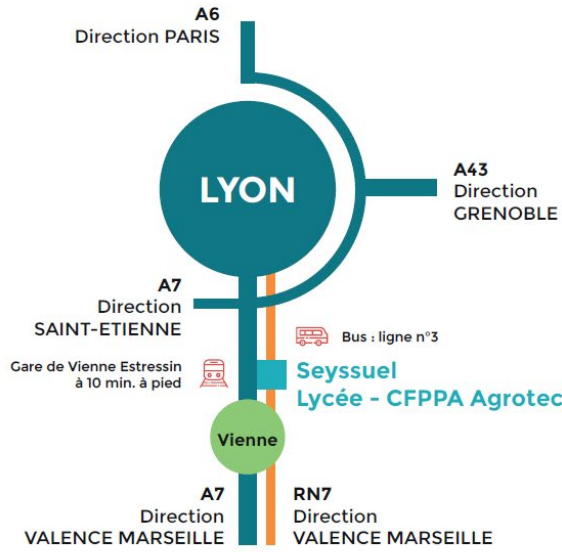 A6
Direction PARIS
LYON
A43
Direction
GRENOBLE
A7
Direction
SAINT-ETIENNE
Bus : ligne n°3
Gare de Vienne Estressin
à 10 min. à pied
Seyssuel
Lycée - CFPPA Agrotec
Vienne
A7
Direction
VALENCE MARSEILLE
RN7
Direction
VALENCE MARSEILLE